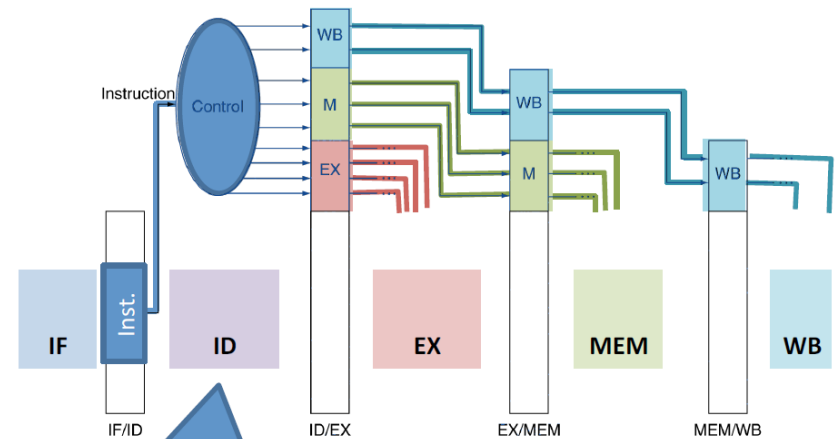 WB
Instruction
Control
M
WB
EX
M
WB
Inst.
IF
ID
EX
MEM
WB
IF/ID
ID/EX
EX/MEM
MEM/WB